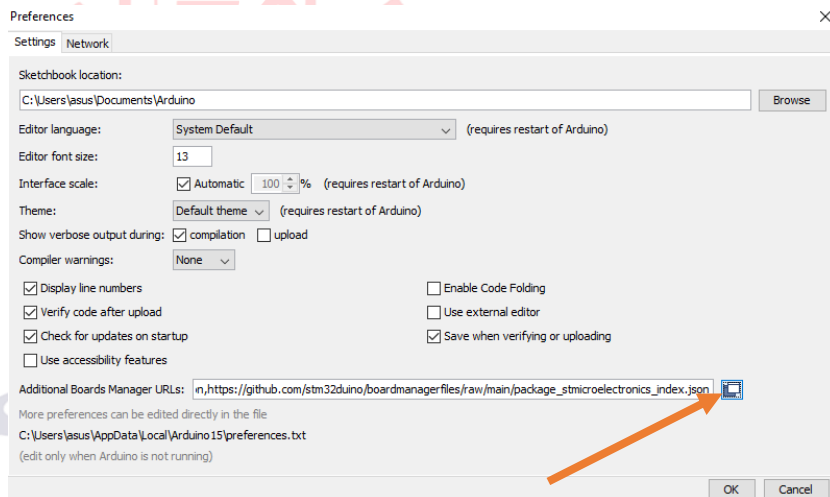 Preferences
Settings Network
Sketchbook location:
C:\Users\asus\Documents\Arduino Browse
Editor language: System Default (requires restart of Arduino)
Editor font size: 13
Interface scale: Automatic 100 % (requires restart of Arduino)
Theme: Default theme (requires restart of Arduino)
Show verbose output during: compilation upload
Compiler warnings: None
Display line numbers Enable Code Folding
Verify code after upload Use external editor
Check for updates on startup Save when verifying or uploading
Use accessibility features
Additional Boards Manager URLs: n,https://github.com/stm32duino/boardmanagerfiles/raw/main/package_stmicroelectronics_index.json
More preferences can be edited directly in the file
C:\Users\asus\AppData\Local\Arduino15\preferences.txt
(edit only when Arduino is not running)
OK Cancel